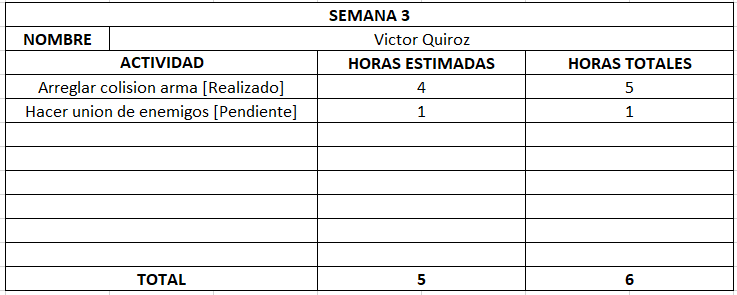 SEMANA 3
NOMBRE Victor Quiroz
ACTIVIDAD HORAS ESTIMADAS HORAS TOTALES
Arreglar colision arma [Realizado] 4 5
Hacer union de enemigos [Pendiente] 1 1
TOTAL 5 6